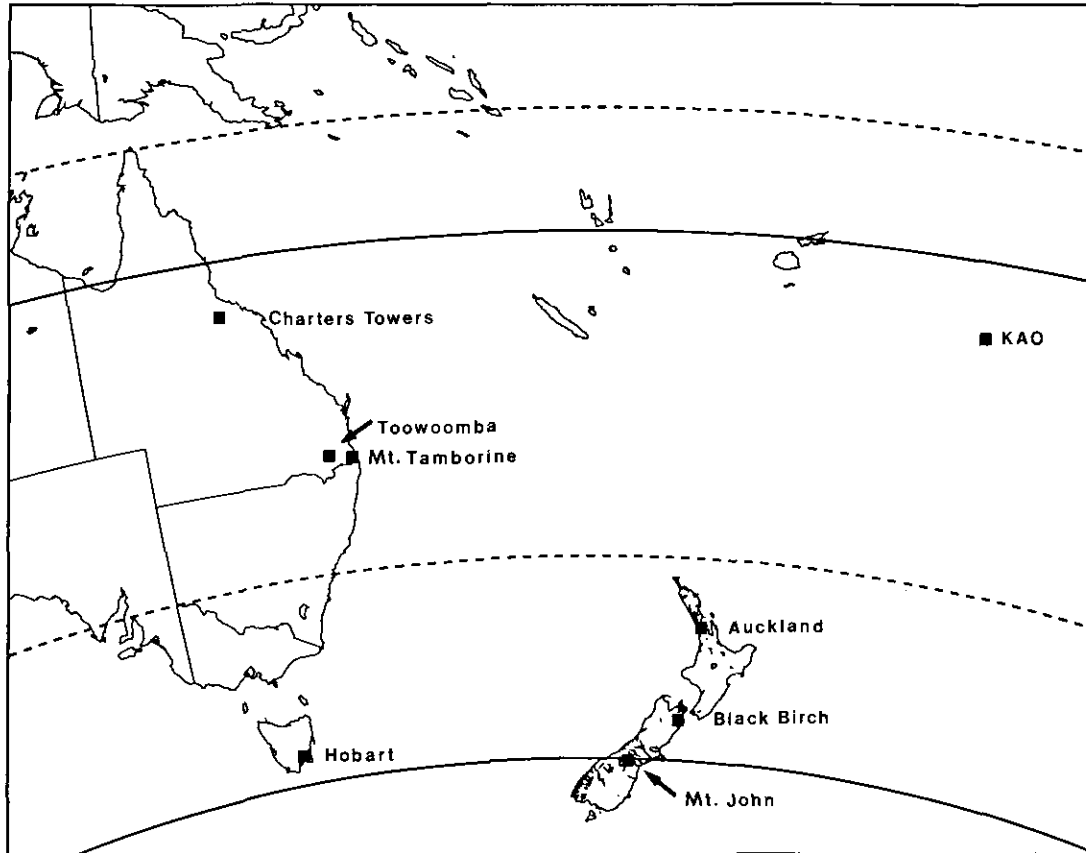 Charters Towers
KAO
Toowoomba
Mt. Tamborine
Auckland
Black Birch
Hobart
Mt. John